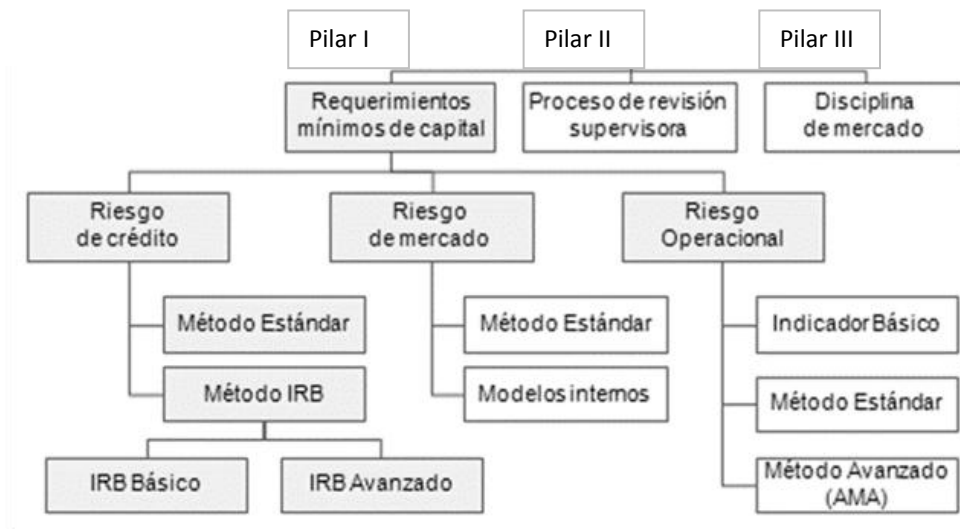 Pilar I
Pilar II
Pilar III
Requerimientos
mínimos de capital
Proceso de revisión
supervisora
Disciplina
de mercado
Riesgo
de crédito
Riesgo
de mercado
Riesgo
Operacional
Método Estándar
Método Estándar
Indicador Básico
Método IRB
Modelos internos
Método Estándar
IRB Básico
IRB Avanzado
Método Avanzado
(AMA)